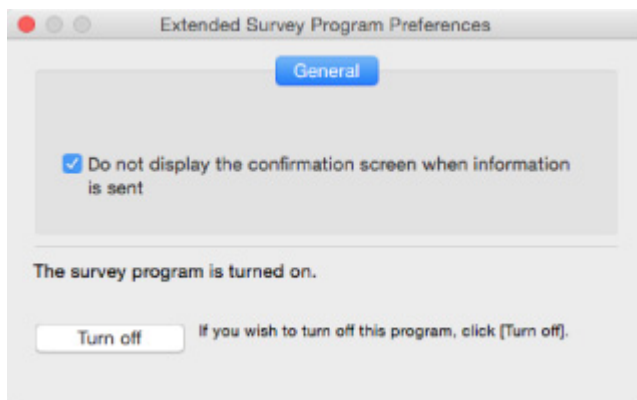 Extended Survey Program Preferences
General
Do not display the confirmation screen when information
is sent
The survey program is turned on.
Turn off
If you wish to turn off this program, click [Turn off].